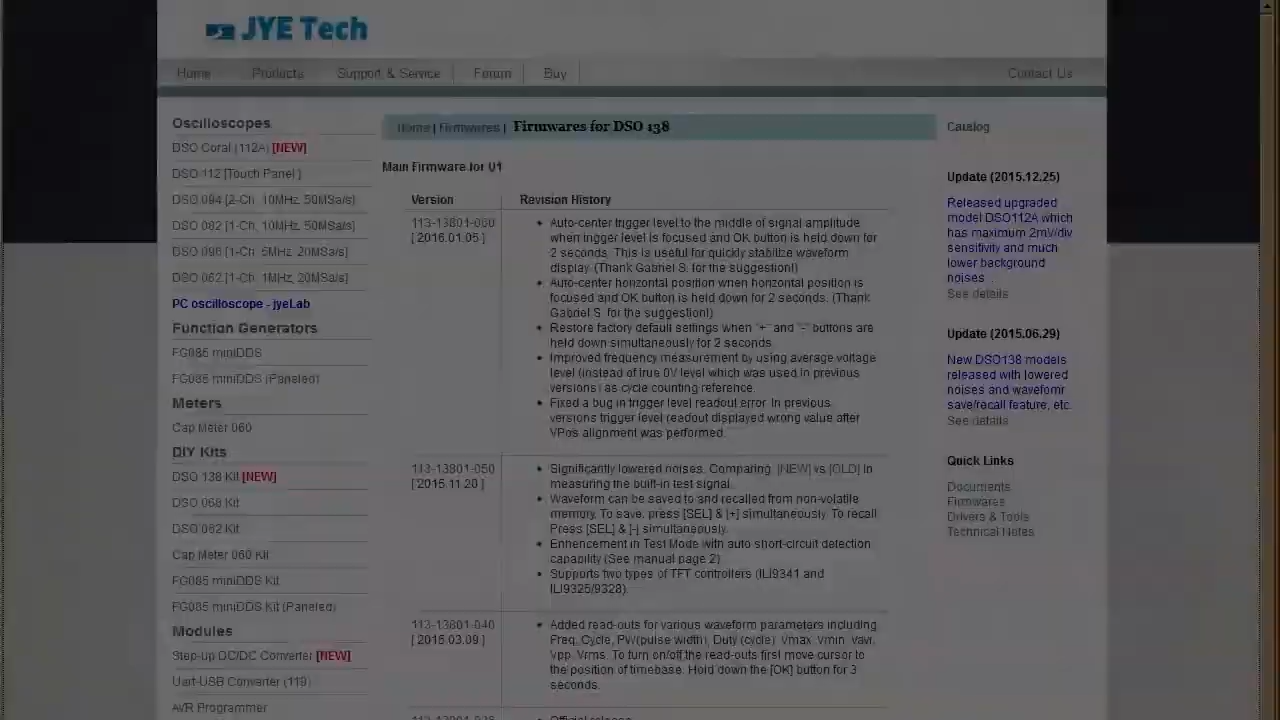 JYE Tech
Home Products Support & Service Forum Buy Contact Us
Oscilloscopes
DSO Coral (112A) [NEW]
DSO 112 [Touch Panel ]
DSO 094 [2-Ch, 10MHz, 50MSa/s]
DSO 082 [1-Ch, 10MHz, 50MSa/s]
DSO 096 [1-Ch, 5MHz, 20MSa/s]
DSO 062 [1-Ch, 1MHz, 20MSa/s]
PC oscilloscope - jyeLab
Function Generators
FG085 miniDDS
FG085 miniDDS (Paneled)
Meters
Cap Meter 060
DIY Kits
DSO 138 Kit [NEW]
DSO 068 Kit
DSO 062 Kit
Cap Meter 060 Kit
FG085 miniDDS Kit
FG085 miniDDS Kit (Paneled)
Modules
Step-up DC/DC Converter [NEW]
Uart-USB Converter (119)
AVR Programmer
Home | Firmwares | Firmwares for DSO 138
Main Firmware for U1
Version Revision History
113-13801-060
[ 2016.01.05 ]
• Auto-center trigger level to the middle of signal amplitude
when trigger level is focused and OK button is held down for
2 seconds. This is useful for quickly stabilize waveform
display. (Thank Gabriel S. for the suggestion!)
• Auto-center horizontal position when horizontal position is
focused and OK button is held down for 2 seconds. (Thank
Gabriel S. for the suggestion!)
• Restore factory default settings when "+" and "-" buttons are
held down simultaneously for 2 seconds.
• Improved frequency measurement by using average voltage
level (instead of true 0V level which was used in previous
versions) as cycle counting reference.
• Fixed a bug in trigger level readout error. In previous
versions trigger level readout displayed wrong value after
VPos alignment was performed.
113-13801-050
[ 2015.11.20 ]
• Significantly lowered noises. Comparing [NEW] vs [OLD] in
measuring the built-in test signal.
• Waveform can be saved to and recalled from non-volatile
memory. To save, press [SEL] & [+] simultaneously. To recall
Press [SEL] & [-] simultaneously.
• Enhancement in Test Mode with auto short-circuit detection
capability (See manual page 2)
• Supports two types of TFT controllers (ILI9341 and
ILI9325/9328).
113-13801-040
[ 2015.03.09 ]
• Added read-outs for various waveform parameters including
Freq, Cycle, PW(pulse width), Duty (cycle), Vmax, Vmin, Vavr,
Vpp, Vrms. To turn on/off the read-outs first move cursor to
the position of timebase. Hold down the [OK] button for 3
seconds.
• Official release
Catalog
Update (2015.12.25)
Released upgraded
model DSO112A which
has maximum 2mV/div
sensitivity and much
lower background
noises.
See details
Update (2015.06.29)
New DSO138 models
released with lowered
noises and waveform
save/recall feature, etc.
See details
Quick Links
Documents
Firmwares
Drivers & Tools
Technical Notes